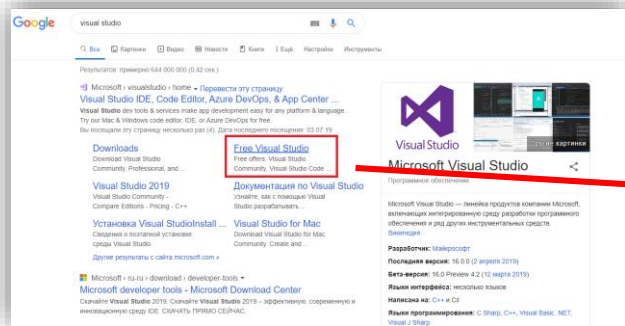 Google
visual studio
Все Картинки Видео Новости Книги Ещё Настройки Инструменты
Результатов: примерно 644 000 000 (0,42 сек.)
Microsoft › visualstudio › home ▾ Перевести эту страницу
Visual Studio IDE, Code Editor, Azure DevOps, & App Center ...
Visual Studio dev tools & services make app development easy for any platform & language.
Try our Mac & Windows code editor, IDE, or Azure DevOps for free.
Вы посещали эту страницу несколько раз (4). Дата последнего посещения: 03.07.19
Downloads
Download Visual Studio
Community, Professional, and ...
Free Visual Studio
Free offers: Visual Studio
Community, Visual Studio Code ...
Visual Studio 2019
Visual Studio Community -
Compare Editions - Pricing - C++
Документация по Visual Studio
Узнайте, как с помощью Visual
Studio разрабатывать ...
Установка Visual StudioInstall ...
Сведения о поэтапной установке
среды Visual Studio.
Visual Studio for Mac
Download Visual Studio for Mac.
Community. Create and ...
Другие результаты с сайта microsoft.com »
Microsoft › ru-ru › download › developer-tools ▾
Microsoft developer tools - Microsoft Download Center
Скачайте Visual Studio 2019. Скачайте Visual Studio 2019 – эффективную, современную и
инновационную среду IDE. СКАЧАТЬ ПРЯМО СЕЙЧАС.
Visual Studio
Другие картинки
Microsoft Visual Studio
Программное обеспечение
Microsoft Visual Studio — линейка продуктов компании Microsoft,
включающих интегрированную среду разработки программного
обеспечения и ряд других инструментальных средств.
Википедия
Разработчик: Майкрософт
Последняя версия: 16.0.0 (2 апреля 2019)
Бета-версия: 16.0 Preview 4.2 (12 марта 2019)
Языки интерфейса: несколько языков
Написана на: C++ и C#
Языки программирования: C Sharp, C++, Visual Basic .NET,
Visual J Sharp